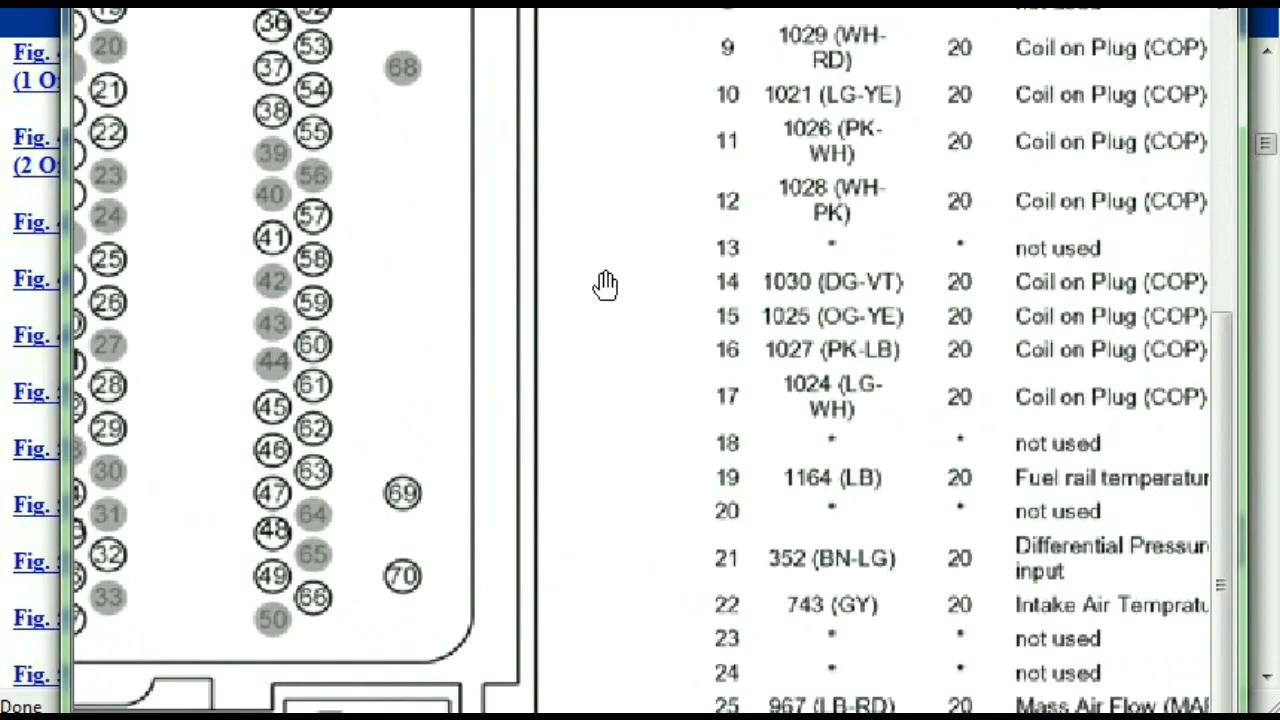 Fig.
(1 O
Fig.
(2 O
Fig.
Fig.
Fig.
Fig.
Fig.
Fig.
Fig.
Fig.
Fig.
Done
19
20
21
22
23
24
25
26
27
28
29
30
31
32
33
36
37
38
39
40
41
42
43
44
45
46
47
48
49
50
52
53
54
55
56
57
58
59
60
61
62
63
64
65
66
68
69
70
not used
9 1029 (WH- 20 Coil on Plug (COP)
RD)
10 1021 (LG-YE) 20 Coil on Plug (COP)
11 1026 (PK- 20 Coil on Plug (COP)
WH)
12 1028 (WH- 20 Coil on Plug (COP)
PK)
13 * * not used
14 1030 (DG-VT) 20 Coil on Plug (COP)
15 1025 (OG-YE) 20 Coil on Plug (COP)
16 1027 (PK-LB) 20 Coil on Plug (COP)
17 1024 (LG- 20 Coil on Plug (COP)
WH)
18 * * not used
19 1164 (LB) 20 Fuel rail temperatur
20 * * not used
21 352 (BN-LG) 20 Differential Pressur
input
22 743 (GY) 20 Intake Air Tempratu
23 * * not used
24 * * not used
25 967 (LB-RD) 20 Mass Air Flow (MAF